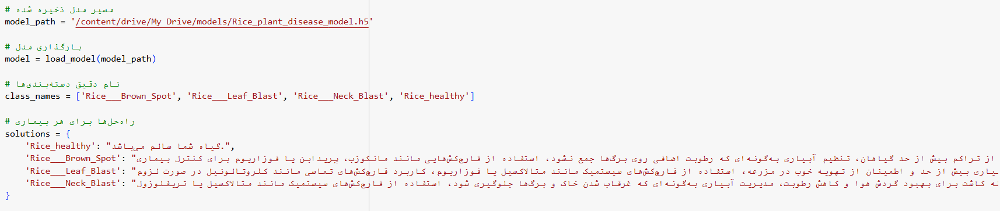 # مسیر مدل ذخیره شده
model_path = '/content/drive/My Drive/models/Rice_plant_disease_model.h5'
# بارگذاری مدل
model = load_model(model_path)
# نام دقیق دسته‌بندی‌ها
class_names = ['Rice___Brown_Spot', 'Rice___Leaf_Blast', 'Rice___Neck_Blast', 'Rice_healthy']
# راه‌حل‌ها برای هر بیماری
solutions = {
'Rice_healthy': "گیاه شما سالم می‌باشد.",
'Rice___Brown_Spot': "از تراکم بیش از حد گیاهان، تنظیم آبیاری به‌گونه‌ای که رطوبت اضافی روی برگ‌ها جمع نشود، استفاده از قارچ‌کش‌هایی مانند مانکوزب، پریدابن یا فوزاریوم برای کنترل بیماری
'Rice___Leaf_Blast': "یاری بیش از حد و اطمینان از تهویه خوب در مزرعه، استفاده از قارچ‌کش‌های سیستمیک مانند متالاکسیل یا فوزاریوم، کاربرد قارچ‌کش‌های تماسی مانند کلروتالونیل در صورت لزوم
'Rice___Neck_Blast': "له کاشت برای بهبود گردش هوا و کاهش رطوبت، مدیریت آبیاری به‌گونه‌ای که غرقاب شدن خاک و برگ‌ها جلوگیری شود، استفاده از قارچ‌کش‌های سیستمیک مانند متالاکسیل یا تریفلوزول
}